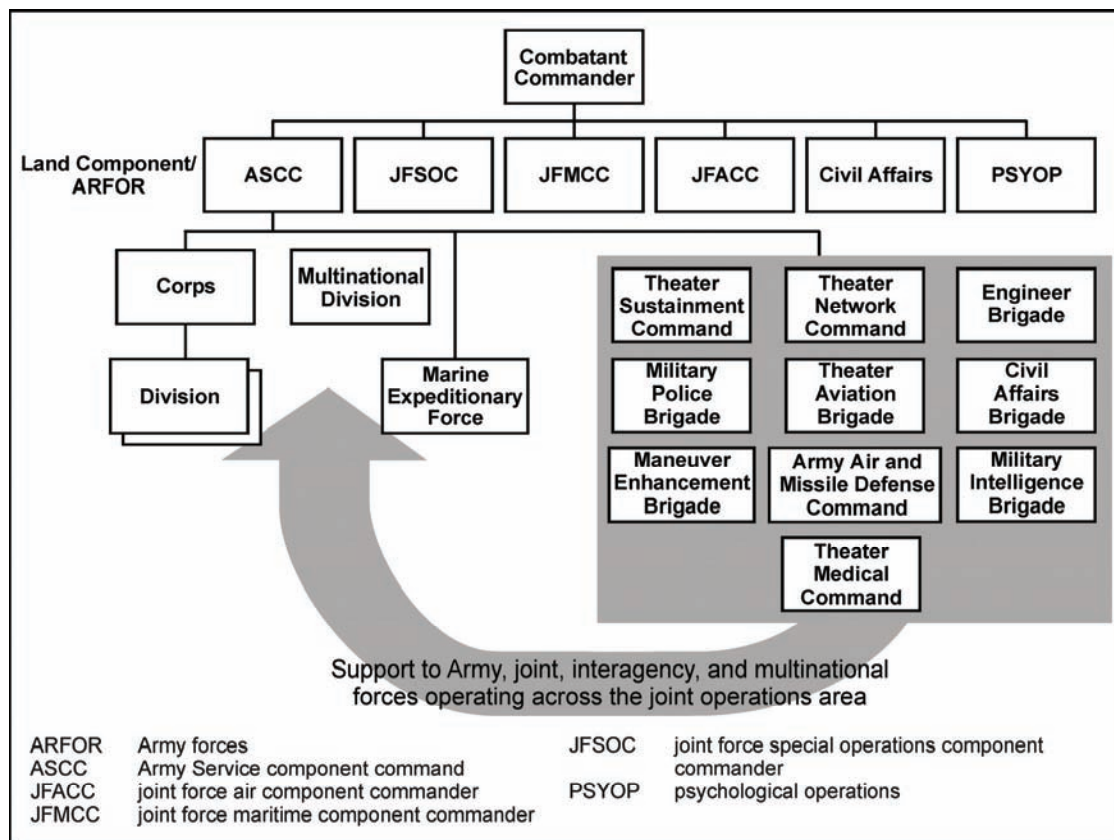 Combatant
Commander
Land Component/
ARFOR
ASCC
JFSOC
JFMCC
JFACC
Civil Affairs
PSYOP
Corps
Multinational
Division
Division
Marine
Expeditionary
Force
Theater
Sustainment
Command
Theater
Network
Command
Engineer
Brigade
Military
Police
Brigade
Theater
Aviation
Brigade
Civil
Affairs
Brigade
Maneuver
Enhancement
Brigade
Army Air and
Missile Defense
Command
Military
Intelligence
Brigade
Theater
Medical
Command
Support to Army, joint, interagency, and multinational
forces operating across the joint operations area
ARFOR Army forces
ASCC Army Service component command
JFACC joint force air component commander
JFMCC joint force maritime component commander
JFSOC joint force special operations component
commander
PSYOP psychological operations